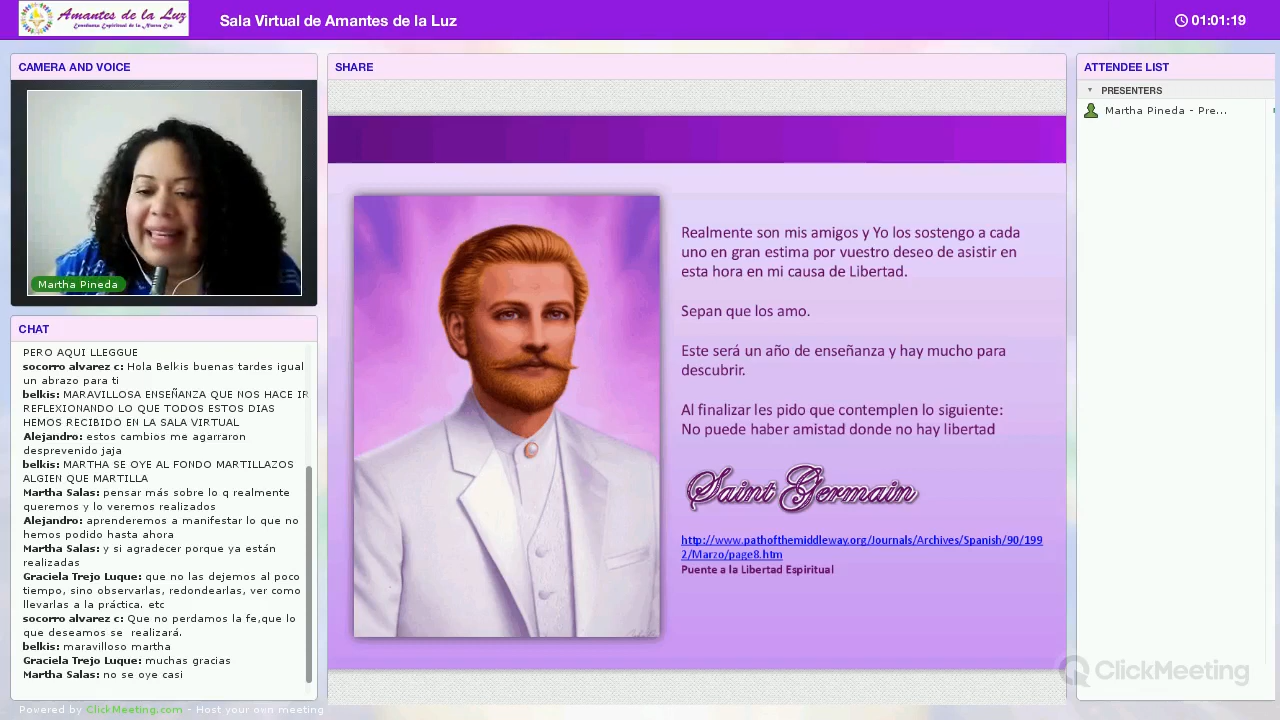 Amantes de la Luz
Enseñanza Espiritual de la Nueva Era
Sala Virtual de Amantes de la Luz
01:01:19
CAMERA AND VOICE
Martha Pineda
CHAT
PERO AQUI LLEGGUE
socorro alvarez c: Hola Belkis buenas tardes igual
un abrazo para ti
belkis: MARAVILLOSA ENSEÑANZA QUE NOS HACE IR
REFLEXIONANDO LO QUE TODOS ESTOS DIAS
HEMOS RECIBIDO EN LA SALA VIRTUAL
Alejandro: estos cambios me agarraron
desprevenido jaja
belkis: MARTHA SE OYE AL FONDO MARTILLAZOS
ALGIEN QUE MARTILLA
Martha Salas: pensar más sobre lo q realmente
queremos y lo veremos realizados
Alejandro: aprenderemos a manifestar lo que no
hemos podido hasta ahora
Martha Salas: y si agradecer porque ya están
realizadas
Graciela Trejo Luque: que no las dejemos al poco
tiempo, sino observarlas, redondearlas, ver como
llevarlas a la práctica. etc
socorro alvarez c: Que no perdamos la fe,que lo
que deseamos se  realizará.
belkis: maravilloso martha
Graciela Trejo Luque: muchas gracias
Martha Salas: no se oye casi
Powered by ClickMeeting.com - Host your own meeting
SHARE
Realmente son mis amigos y Yo los sostengo a cada
uno en gran estima por vuestro deseo de asistir en
esta hora en mi causa de Libertad.
Sepan que los amo.
Este será un año de enseñanza y hay mucho para
descubrir.
Al finalizar les pido que contemplen lo siguiente:
No puede haber amistad donde no hay libertad
Saint Germain
http://www.pathofthemiddleway.org/Journals/Archives/Spanish/90/199
2/Marzo/page8.htm
Puente a la Libertad Espiritual
ATTENDEE LIST
PRESENTERS
Martha Pineda - Pre...
ClickMeeting